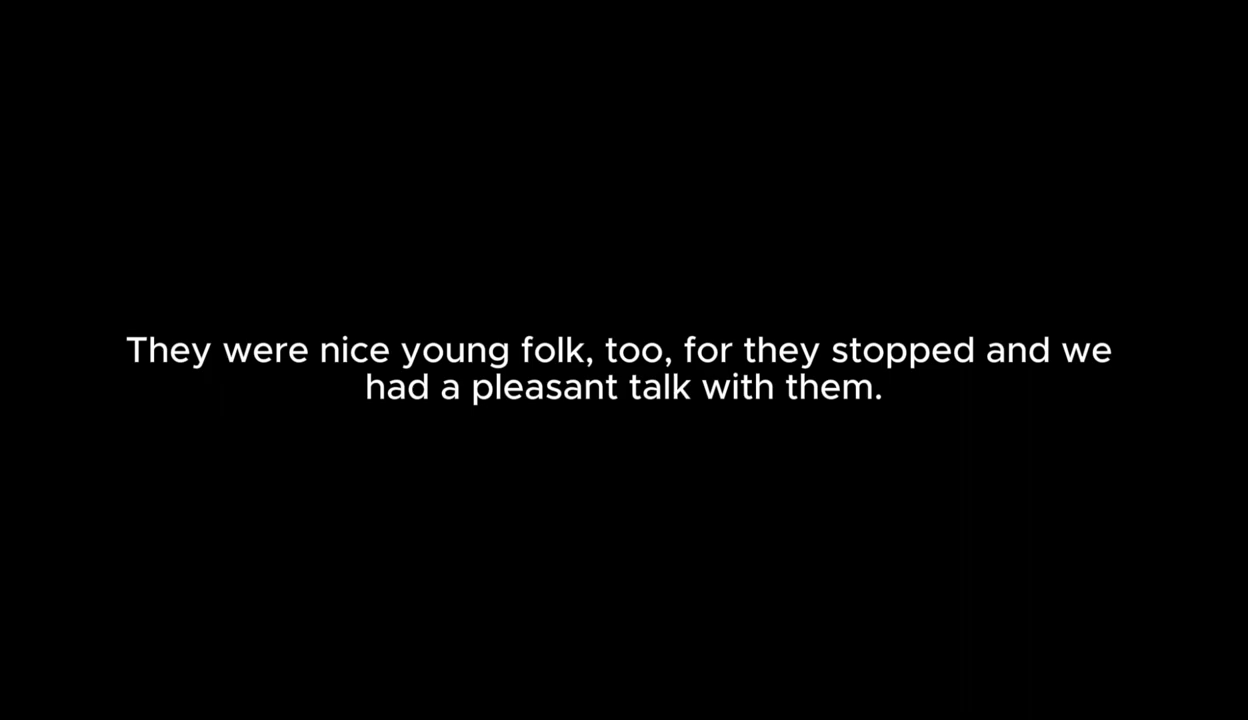 They were nice young folk, too, for they stopped and we
had a pleasant talk with them.